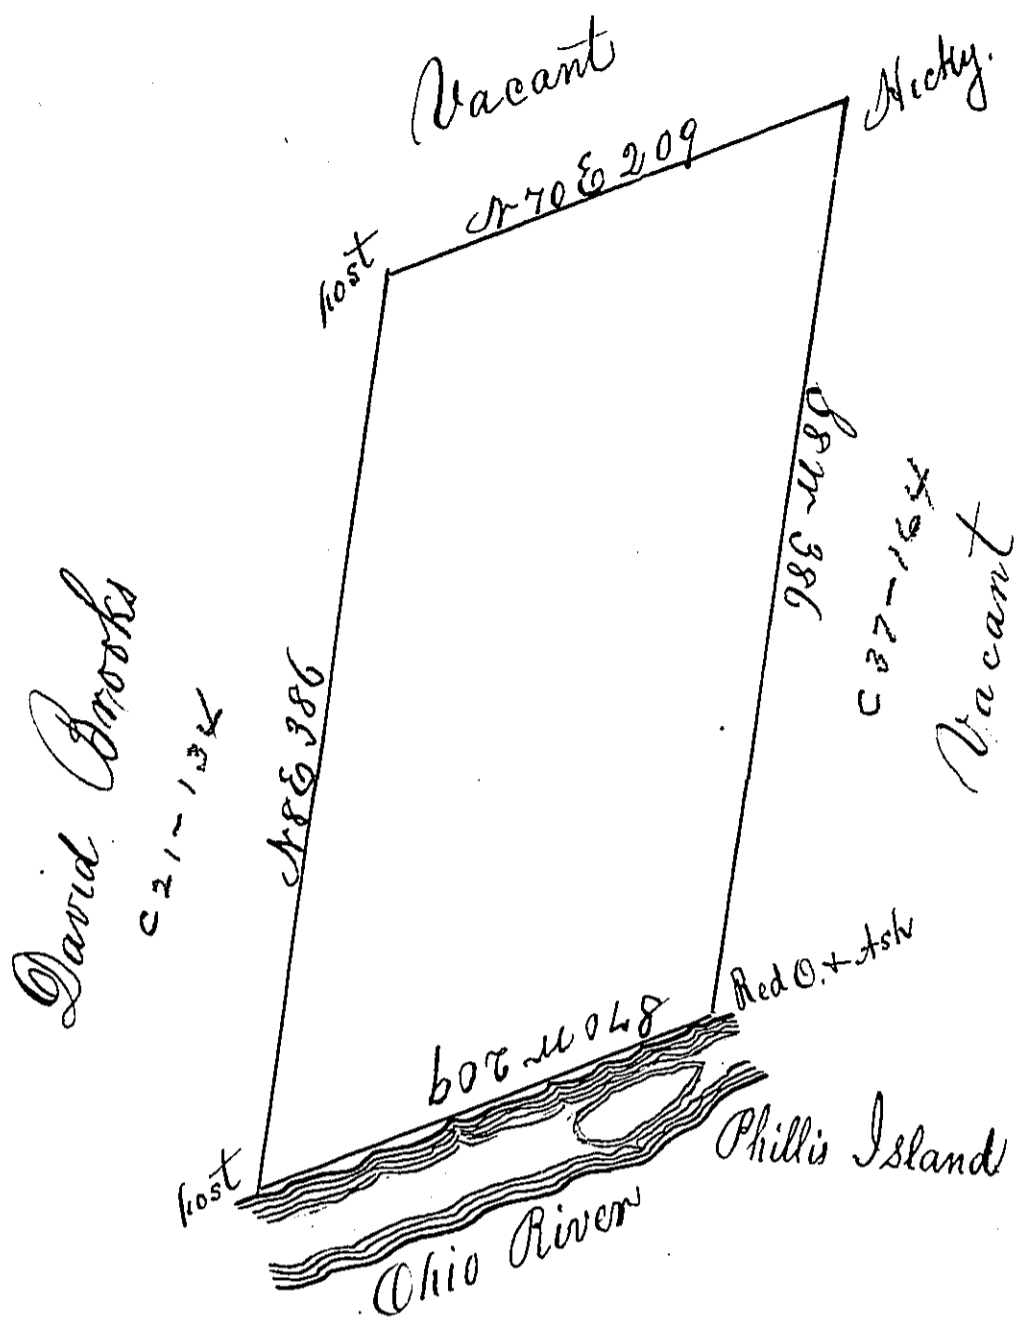 Vacant
Hicky.
N 70 E 209
post
S 8 W 386
C 37-164
Vacant
David Brooks
C 21-134
N 8 E 386
Red O. + Ash
S 70 W 209
post
Phillis Island
Ohio River